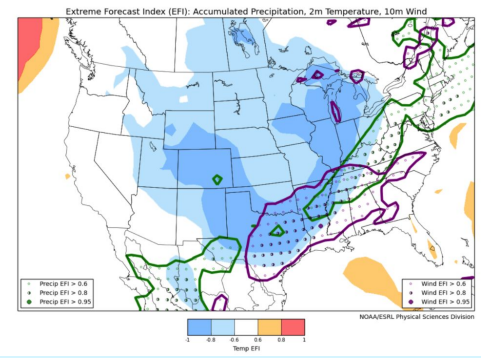 Extreme Forecast Index (EFI): Accumulated Precipitation, 2m Temperature, 10m Wind
Precip EFI > 0.6
Precip EFI > 0.8
Precip EFI > 0.95
Wind EFI > 0.6
Wind EFI > 0.8
Wind EFI > 0.95
NOAA/ESRL Physical Sciences Division
-1 -0.8 -0.6 0.6 0.8 1
Temp EFI